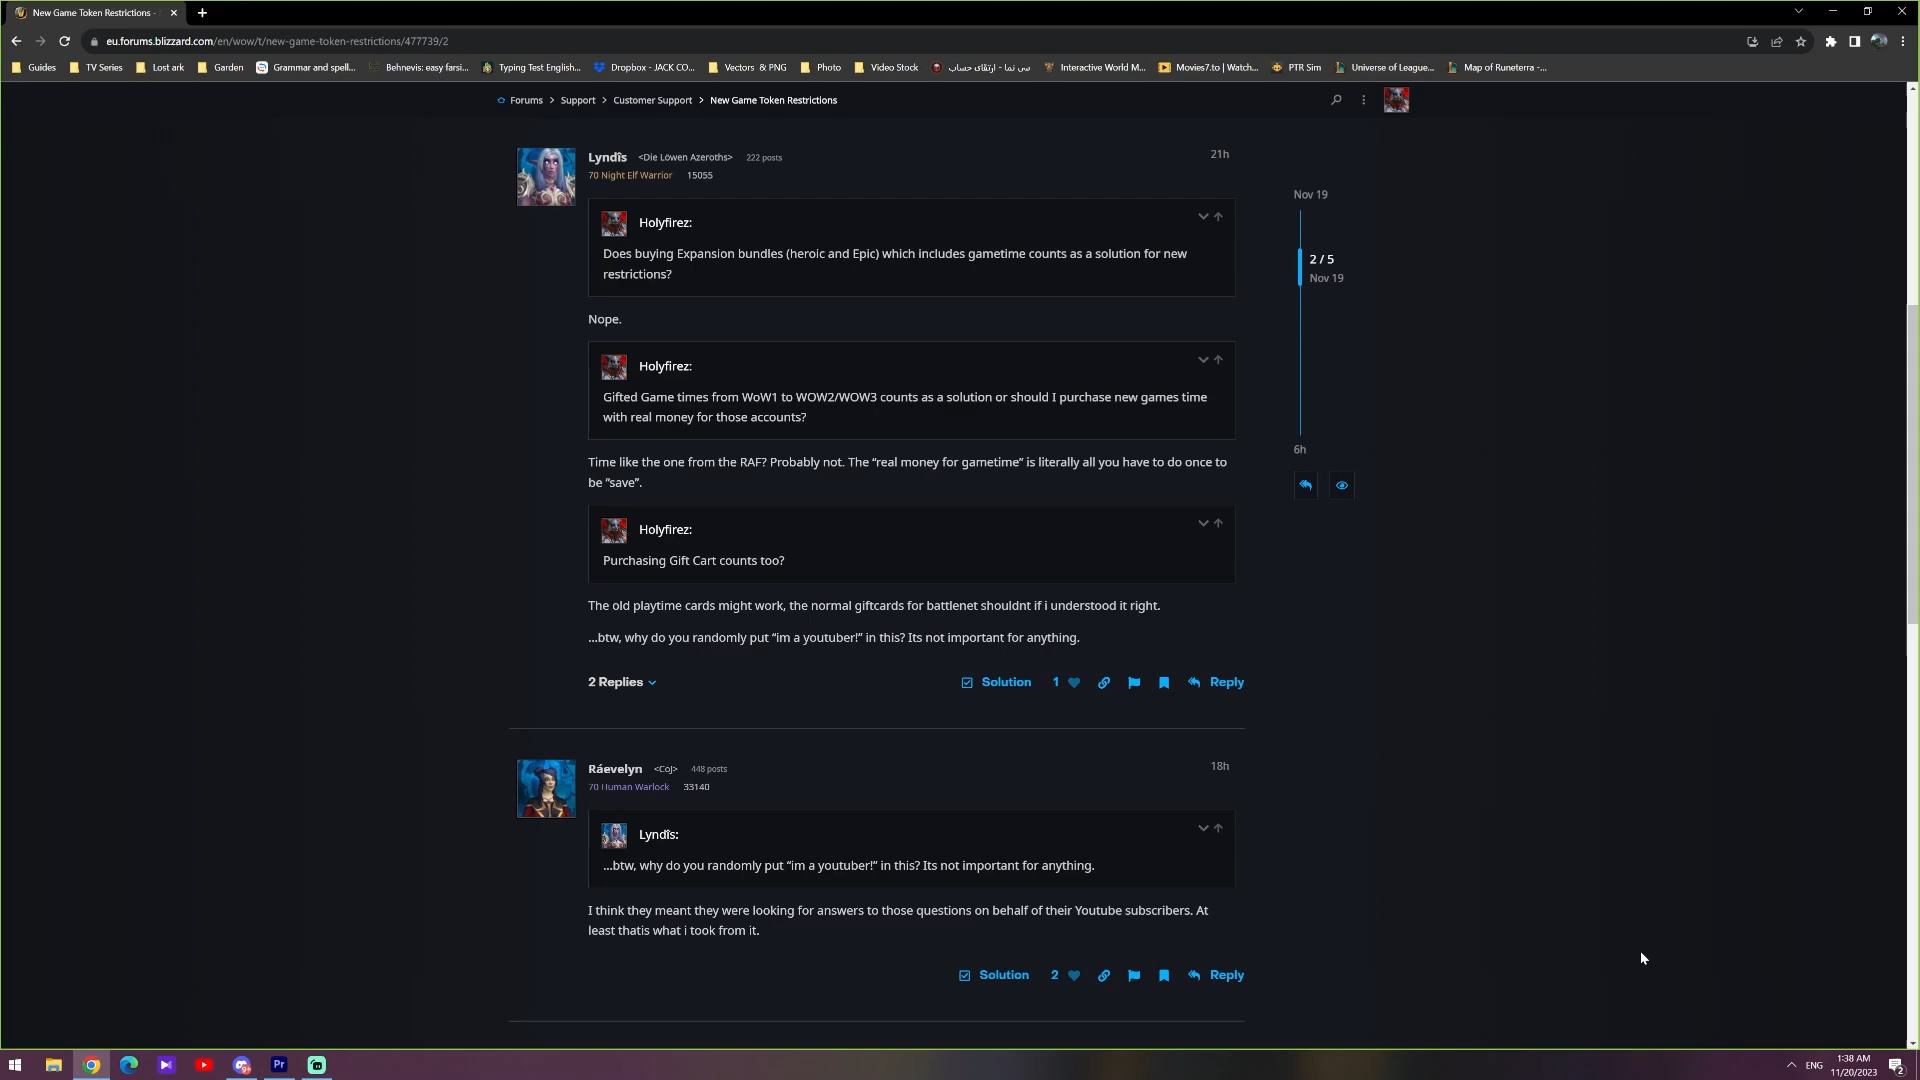 New Game Token Restrictions -
eu.forums.blizzard.com/en/wow/t/new-game-token-restrictions/477739/2
Guides
TV Series
Lost ark
Garden
Grammar and spell...
Behnevis: easy farsi...
Typing Test English...
Dropbox - JACK CO...
Vectors & PNG
Photo
Video Stock
سی نما - ارتقای حساب
Interactive World M...
Movies7.to | Watch...
PTR Sim
Universe of League...
Map of Runeterra -...
Forums > Support > Customer Support > New Game Token Restrictions
Lyndîs <Die Löwen Azeroths> 222 posts
21h
70 Night Elf Warrior 15055
Nov 19
Holyfirez:
Does buying Expansion bundles (heroic and Epic) which includes gametime counts as a solution for new
restrictions?
2 / 5
Nov 19
Nope.
Holyfirez:
Gifted Game times from WoW1 to WOW2/WOW3 counts as a solution or should I purchase new games time
with real money for those accounts?
6h
Time like the one from the RAF? Probably not. The “real money for gametime” is literally all you have to do once to
be “save”.
Holyfirez:
Purchasing Gift Cart counts too?
The old playtime cards might work, the normal giftcards for battlenet shouldnt if i understood it right.
...btw, why do you randomly put “im a youtuber!” in this? Its not important for anything.
2 Replies
Solution 1 Reply
Ráevelyn <CoJ> 448 posts
18h
70 Human Warlock 33140
Lyndîs:
...btw, why do you randomly put “im a youtuber!” in this? Its not important for anything.
I think they meant they were looking for answers to those questions on behalf of their Youtube subscribers. At
least thatis what i took from it.
Solution 2 Reply
Pr
ENG
1:38 AM
11/20/2023
2